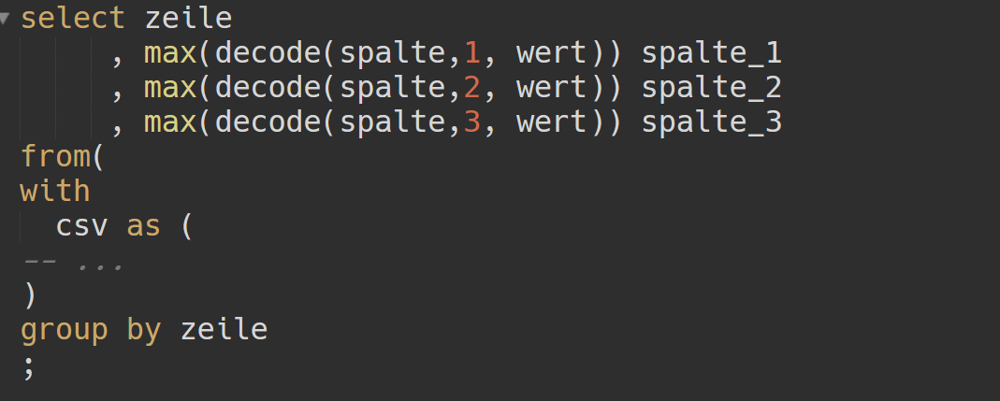 select zeile
, max(decode(spalte,1, wert)) spalte_1
, max(decode(spalte,2, wert)) spalte_2
, max(decode(spalte,3, wert)) spalte_3
from(
with
csv as (
-- ...
)
group by zeile
;